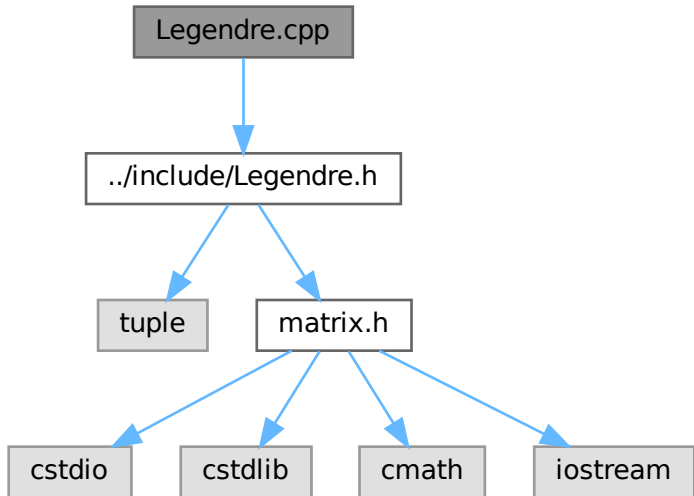 Legendre.cpp
../include/Legendre.h
tuple
matrix.h
cstdio
cstdlib
cmath
iostream